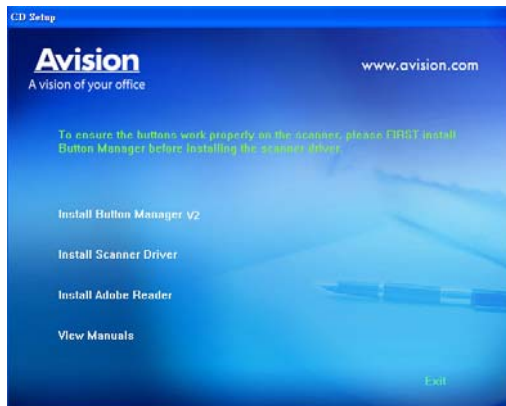 CD Setup
Avision
A vision of your office
www.avision.com
To ensure the buttons work properly on the scanner, please FIRST install
Button Manager before installing the scanner driver.
Install Button Manager V2
Install Scanner Driver
Install Adobe Reader
View Manuals
Exit